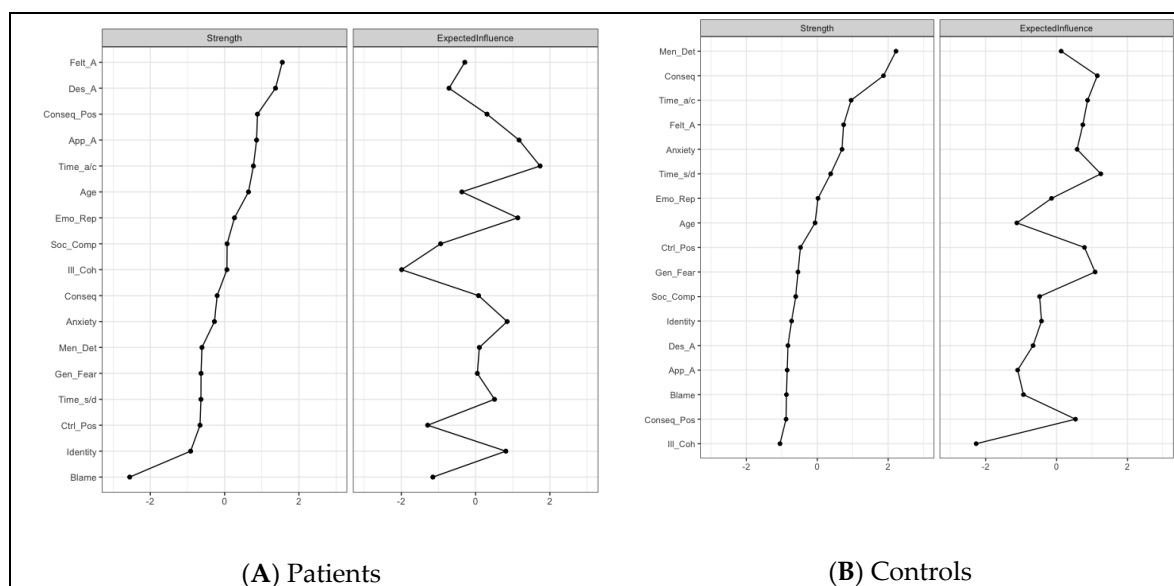 Strength ExpectedInfluence
Felt_A
Des_A
Conseq_Pos
App_A
Time_a/c
Age
Emo_Rep
Soc_Comp
Ill_Coh
Conseq
Anxiety
Men_Det
Gen_Fear
Time_s/d
Ctrl_Pos
Identity
Blame
-2 0 2 -2 0 2
(A) Patients
Strength ExpectedInfluence
Men_Det
Conseq
Time_a/c
Felt_A
Anxiety
Time_s/d
Emo_Rep
Age
Ctrl_Pos
Gen_Fear
Soc_Comp
Identity
Des_A
App_A
Blame
Conseq_Pos
Ill_Coh
-2 0 2 -2 0 2
(B) Controls